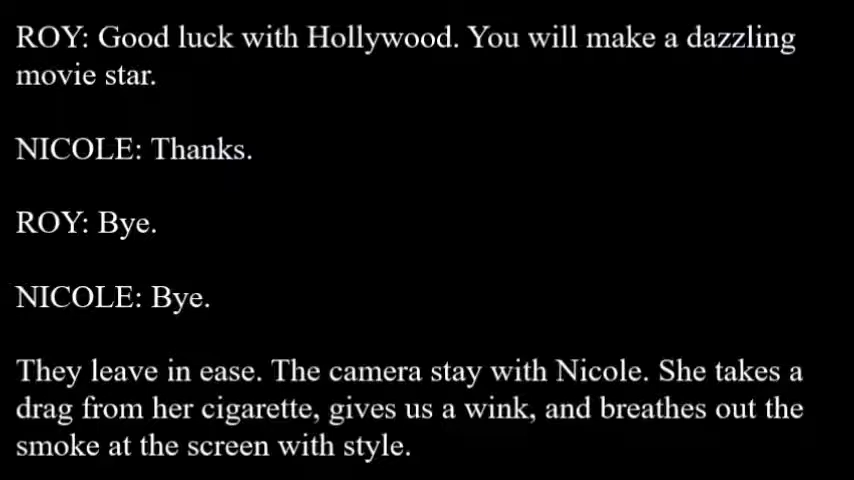 ROY: Good luck with Hollywood. You will make a dazzling
movie star.
NICOLE: Thanks.
ROY: Bye.
NICOLE: Bye.
They leave in ease. The camera stay with Nicole. She takes a
drag from her cigarette, gives us a wink, and breathes out the
smoke at the screen with style.